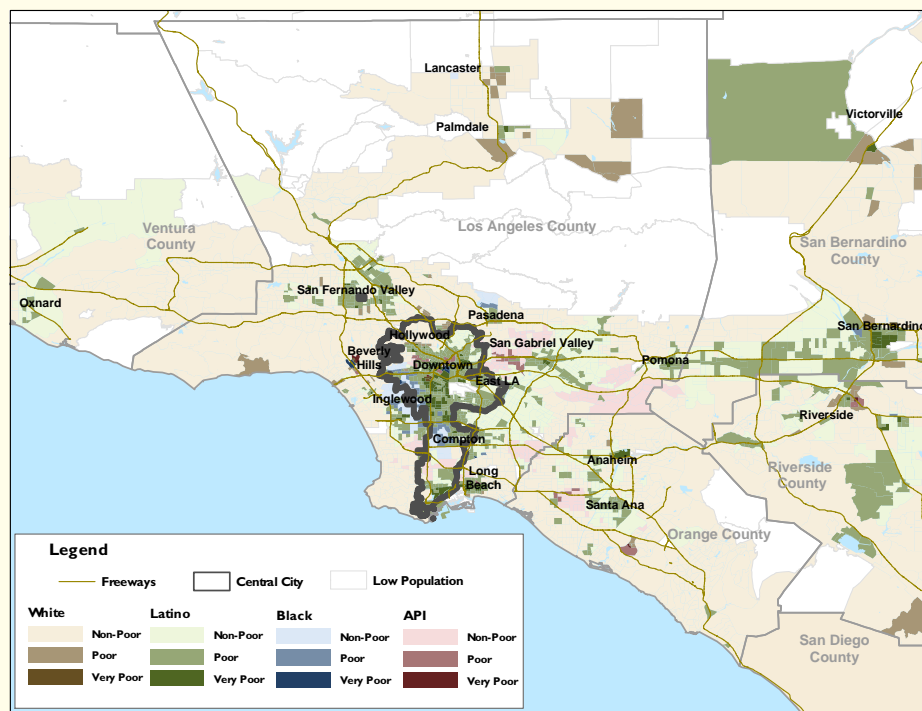 Lancaster
Palmdale
Victorville
Ventura
County
Los Angeles County
San Bernardino
County
San Fernando Valley
Oxnard
Pasadena
Hollywood
San Bernardino
San Gabriel Valley
Beverly
Hills
Downtown
Pomona
East LA
Inglewood
Riverside
Compton
Anaheim
Long
Beach
Riverside
County
Santa Ana
Orange County
San Diego
County
Legend
Freeways
Central City
Low Population
White
Latino
Black
API
Non-Poor
Non-Poor
Non-Poor
Non-Poor
Poor
Poor
Poor
Poor
Very Poor
Very Poor
Very Poor
Very Poor